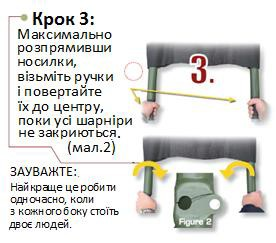 Крок 3:
Максимально
розпрямивши
носилки,
візьміть ручки
і повертайте
їх до центру,
поки усі шарніри
не закриються.
(мал.2)
ЗАУВАЖТЕ:
Найкраще це робити
одночасно, коли
з кожного боку стоїть
двоє людей.
3.
Figure 2